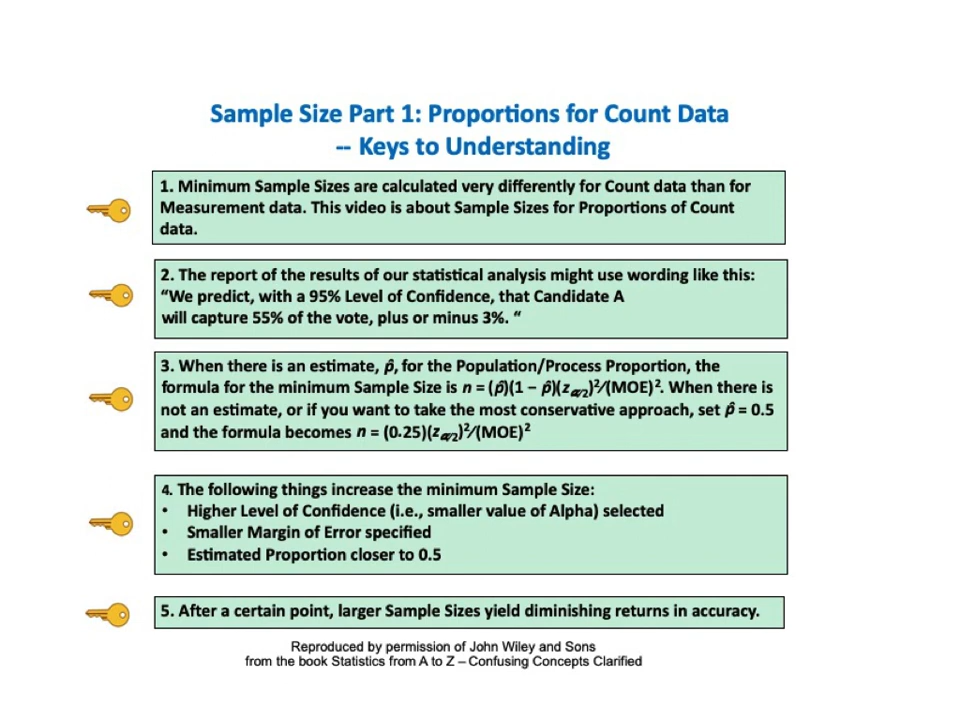 Sample Size Part 1: Proportions for Count Data
-- Keys to Understanding
1. Minimum Sample Sizes are calculated very differently for Count data than for
Measurement data. This video is about Sample Sizes for Proportions of Count
data.
2. The report of the results of our statistical analysis might use wording like this:
“We predict, with a 95% Level of Confidence, that Candidate A
will capture 55% of the vote, plus or minus 3%. “
3. When there is an estimate, p̂, for the Population/Process Proportion, the
formula for the minimum Sample Size is n = (p̂)(1 – p̂)(zα/2)²/(MOE)². When there is
not an estimate, or if you want to take the most conservative approach, set p̂ = 0.5
and the formula becomes n = (0.25)(zα/2)²/(MOE)²
4. The following things increase the minimum Sample Size:
• Higher Level of Confidence (i.e., smaller value of Alpha) selected
• Smaller Margin of Error specified
• Estimated Proportion closer to 0.5
5. After a certain point, larger Sample Sizes yield diminishing returns in accuracy.
Reproduced by permission of John Wiley and Sons
from the book Statistics from A to Z – Confusing Concepts Clarified